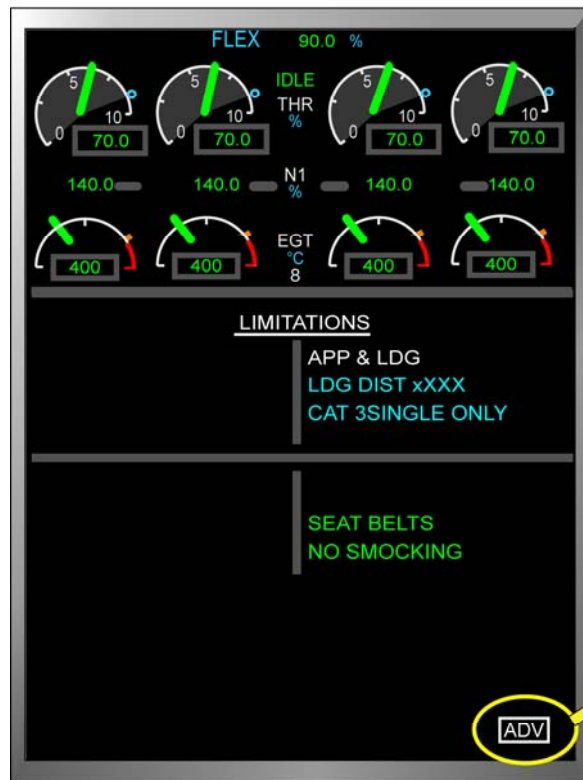 FLEX 90.0 %
5 5 IDLE 5 5
THR
0 10 0 10 % 0 10 0 10
70.0 70.0 70.0 70.0
140.0 140.0 N1 140.0 140.0
%
EGT
400 400 °C 400 400
8
LIMITATIONS
APP & LDG
LDG DIST xXXX
CAT 3SINGLE ONLY
SEAT BELTS
NO SMOCKING
ADV